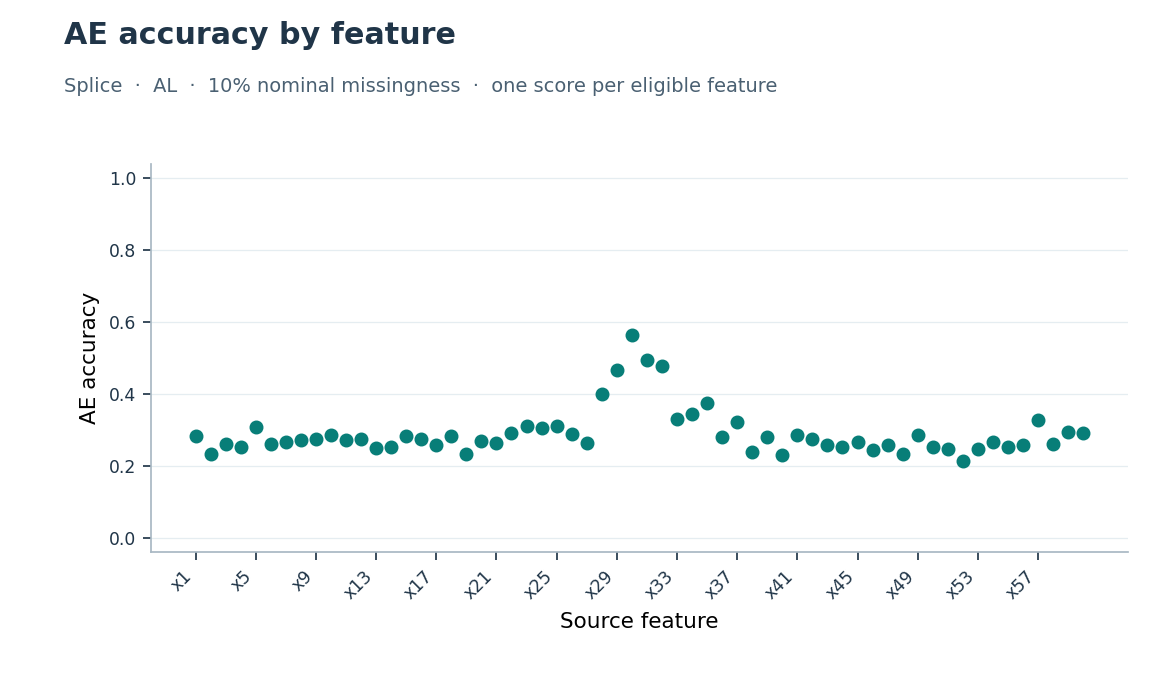 AE accuracy by feature
Splice · AL · 10% nominal missingness · one score per eligible feature
1.0
0.8
0.6
0.4
0.2
0.0
AE accuracy
x1 x5 x9 x13 x17 x21 x25 x29 x33 x37 x41 x45 x49 x53 x57
Source feature